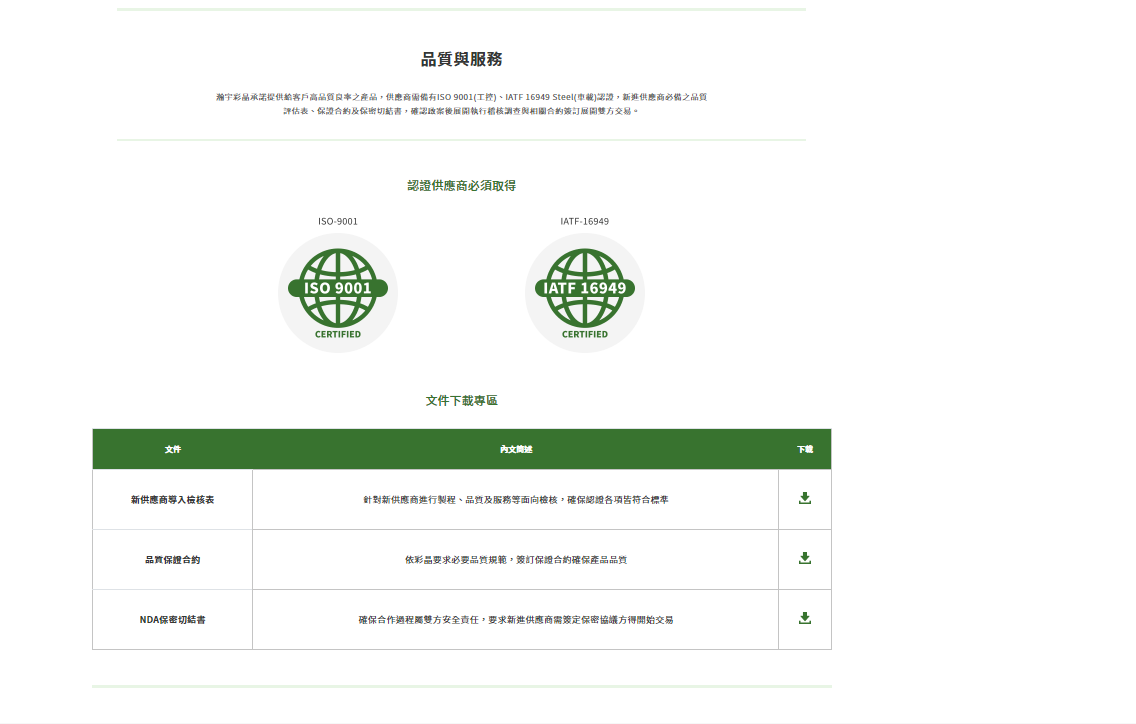 品質與服務
瀚宇彩晶承諾提供給客戶高品質良率之產品，供應商需備有ISO 9001(工控)、IATF 16949 Steel(車載)認證，新進供應商必備之品質
評估表、保證合約及保密切結書，確認啟案後展開執行稽核調查與相關合約簽訂展開雙方交易。
認證供應商必須取得
ISO-9001
IATF-16949
ISO 9001
IATF 16949
CERTIFIED
CERTIFIED
文件下載專區
文件
內文簡述
下載
新供應商導入檢核表
針對新供應商進行製程、品質及服務等面向檢核，確保認證各項皆符合標準
品質保證合約
依彩晶要求必要品質規範，簽訂保證合約確保產品品質
NDA保密切結書
確保合作過程屬雙方安全責任，要求新進供應商需簽定保密協議方得開始交易